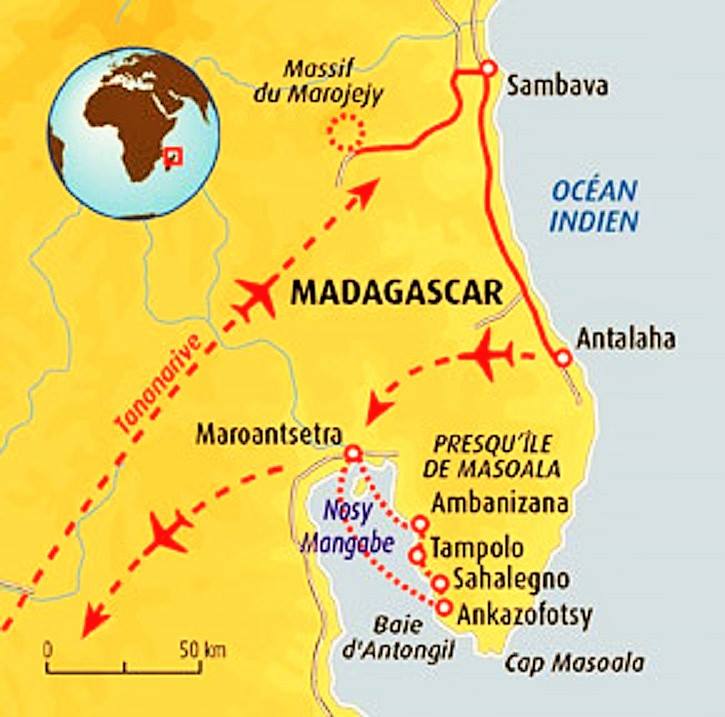 Massif
du Marojejy
Sambava
OCÉAN
INDIEN
MADAGASCAR
Antalaha
Tananarive
Maroantsetra
PRESQU'ÎLE
DE MASOALA
Ambanizana
Nosy
Mangabe
Tampolo
Sahalegno
Ankazofotsy
Baie
d'Antongil
Cap Masoala
0 50 km